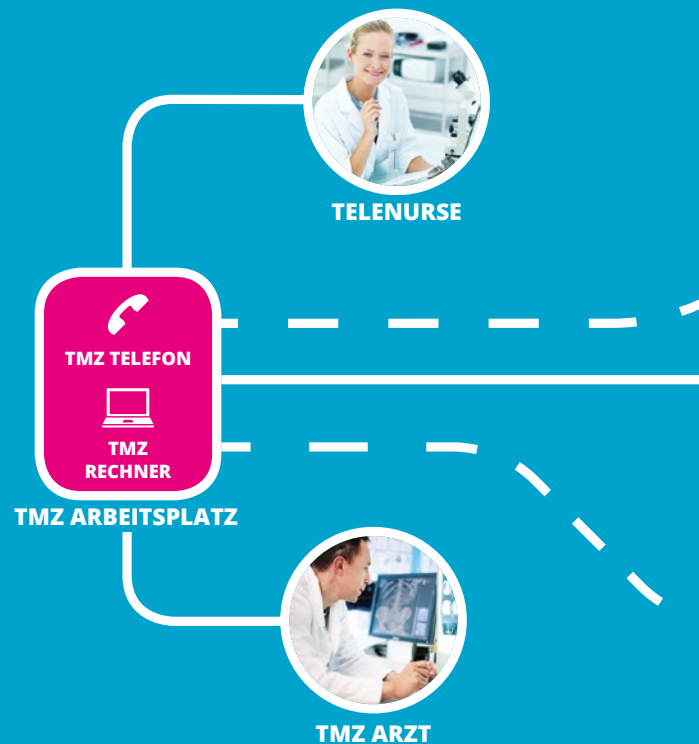 TELENURSE
TMZ TELEFON
TMZ
RECHNER
TMZ ARBEITSPLATZ
TMZ ARZT